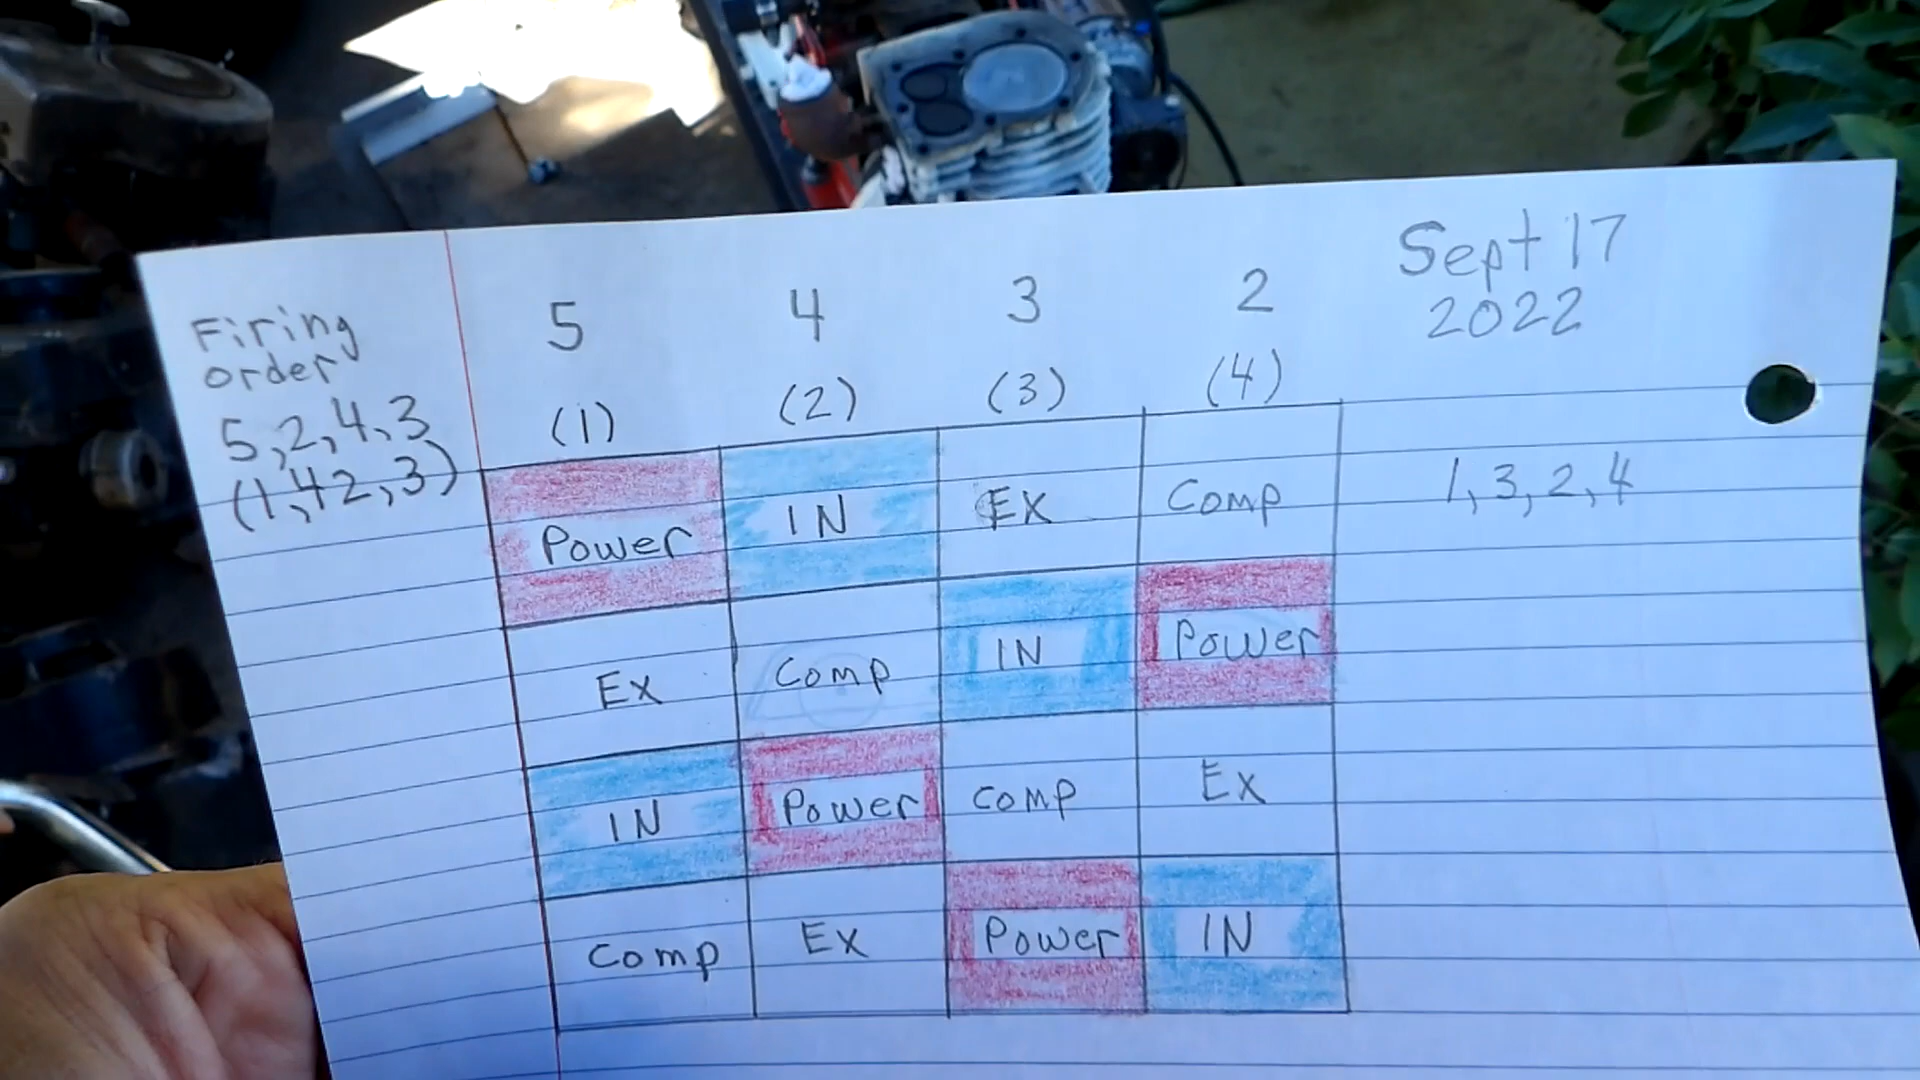 Sept 17
2022
Firing
order
5,2,4,3
(1,42,3)
5 4 3 2
(1) (2) (3) (4)
Power IN EX Comp 1,3,2,4
Ex Comp IN Power
IN Power comp Ex
Comp Ex Power IN